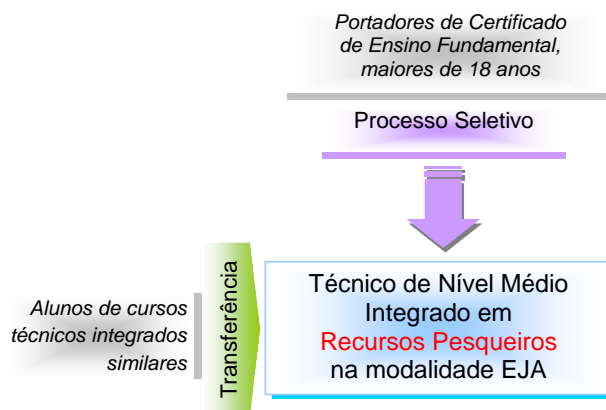 Portadores de Certificado
de Ensino Fundamental,
maiores de 18 anos
Processo Seletivo
Técnico de Nível Médio
Integrado em
Recursos Pesqueiros
na modalidade EJA
Transferência
Alunos de cursos
técnicos integrados
similares